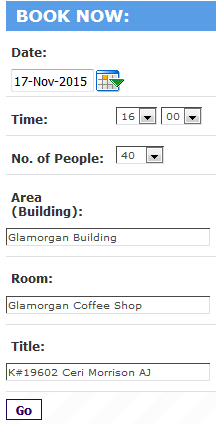 BOOK NOW:
Date:
17-Nov-2015
Time: 16 00
No. of People: 40
Area
(Building):
Glamorgan Building
Room:
Glamorgan Coffee Shop
Title:
K#19602 Ceri Morrison AJ
Go